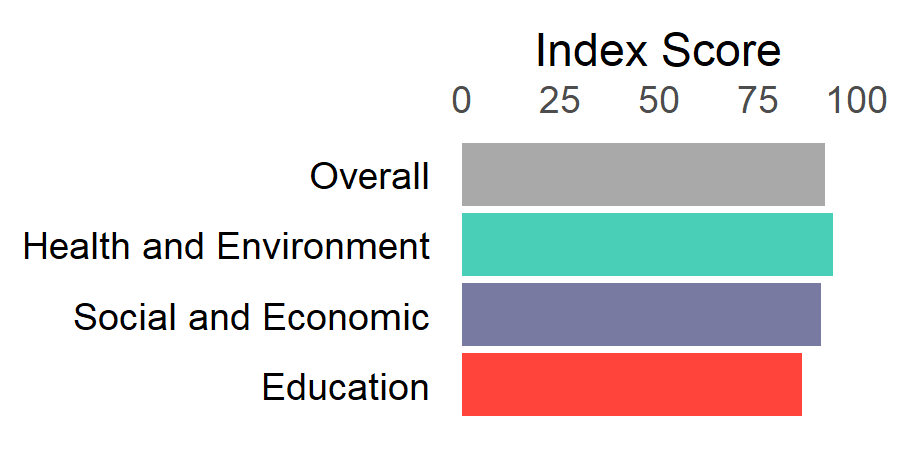 Index Score
0 25 50 75 100
Overall
Health and Environment
Social and Economic
Education